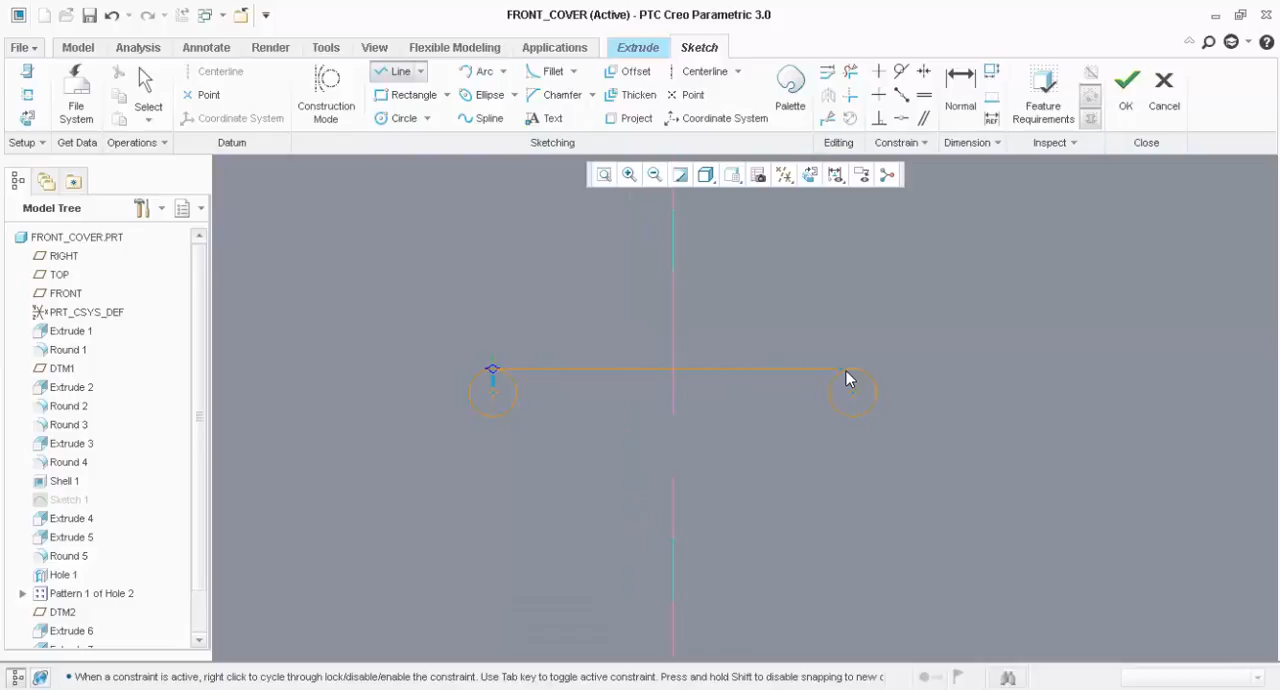 FRONT_COVER (Active) - PTC Creo Parametric 3.0
File Model Analysis Annotate Render Tools View Flexible Modeling Applications Extrude Sketch
Centerline Line Arc Fillet Offset Centerline
File System Select Point Construction Mode Rectangle Ellipse Chamfer Thicken Point Palette Normal Feature Requirements OK Cancel
Coordinate System Circle Spline Text Project Coordinate System REF
Setup Get Data Operations Datum Sketching Editing Constrain Dimension Inspect Close
Model Tree
FRONT_COVER.PRT
RIGHT
TOP
FRONT
PRT_CSYS_DEF
Extrude 1
Round 1
DTM1
Extrude 2
Round 2
Round 3
Extrude 3
Round 4
Shell 1
Sketch 1
Extrude 4
Extrude 5
Round 5
Hole 1
Pattern 1 of Hole 2
DTM2
Extrude 6
• When a constraint is active, right click to cycle through lock/disable/enable the constraint. Use Tab key to toggle active constraint. Press and hold Shift to disable snapping to new